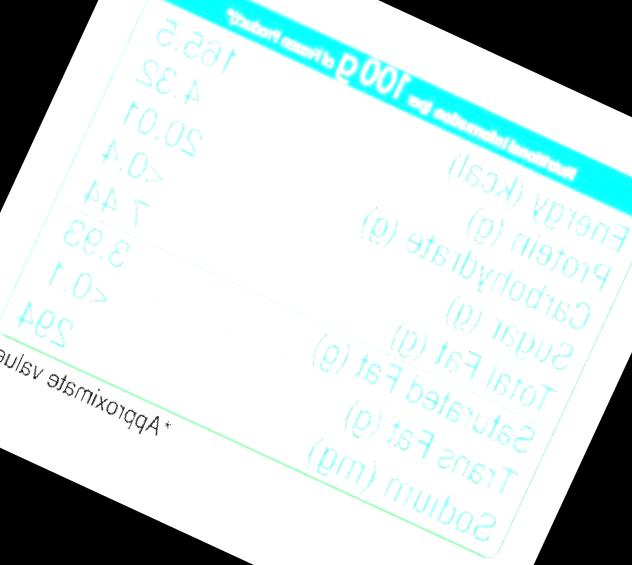 Nutritional Information (per 100 g of Frozen Product)*
Energy (kcal) 165.5
Protein (g) 4.32
Carbohydrate (g) 20.01
Sugar (g) <0.4
Total Fat (g) 7.44
Saturated Fat (g) 3.93
Trans Fat (g) <0.1
Sodium (mg) 294
*Approximate value